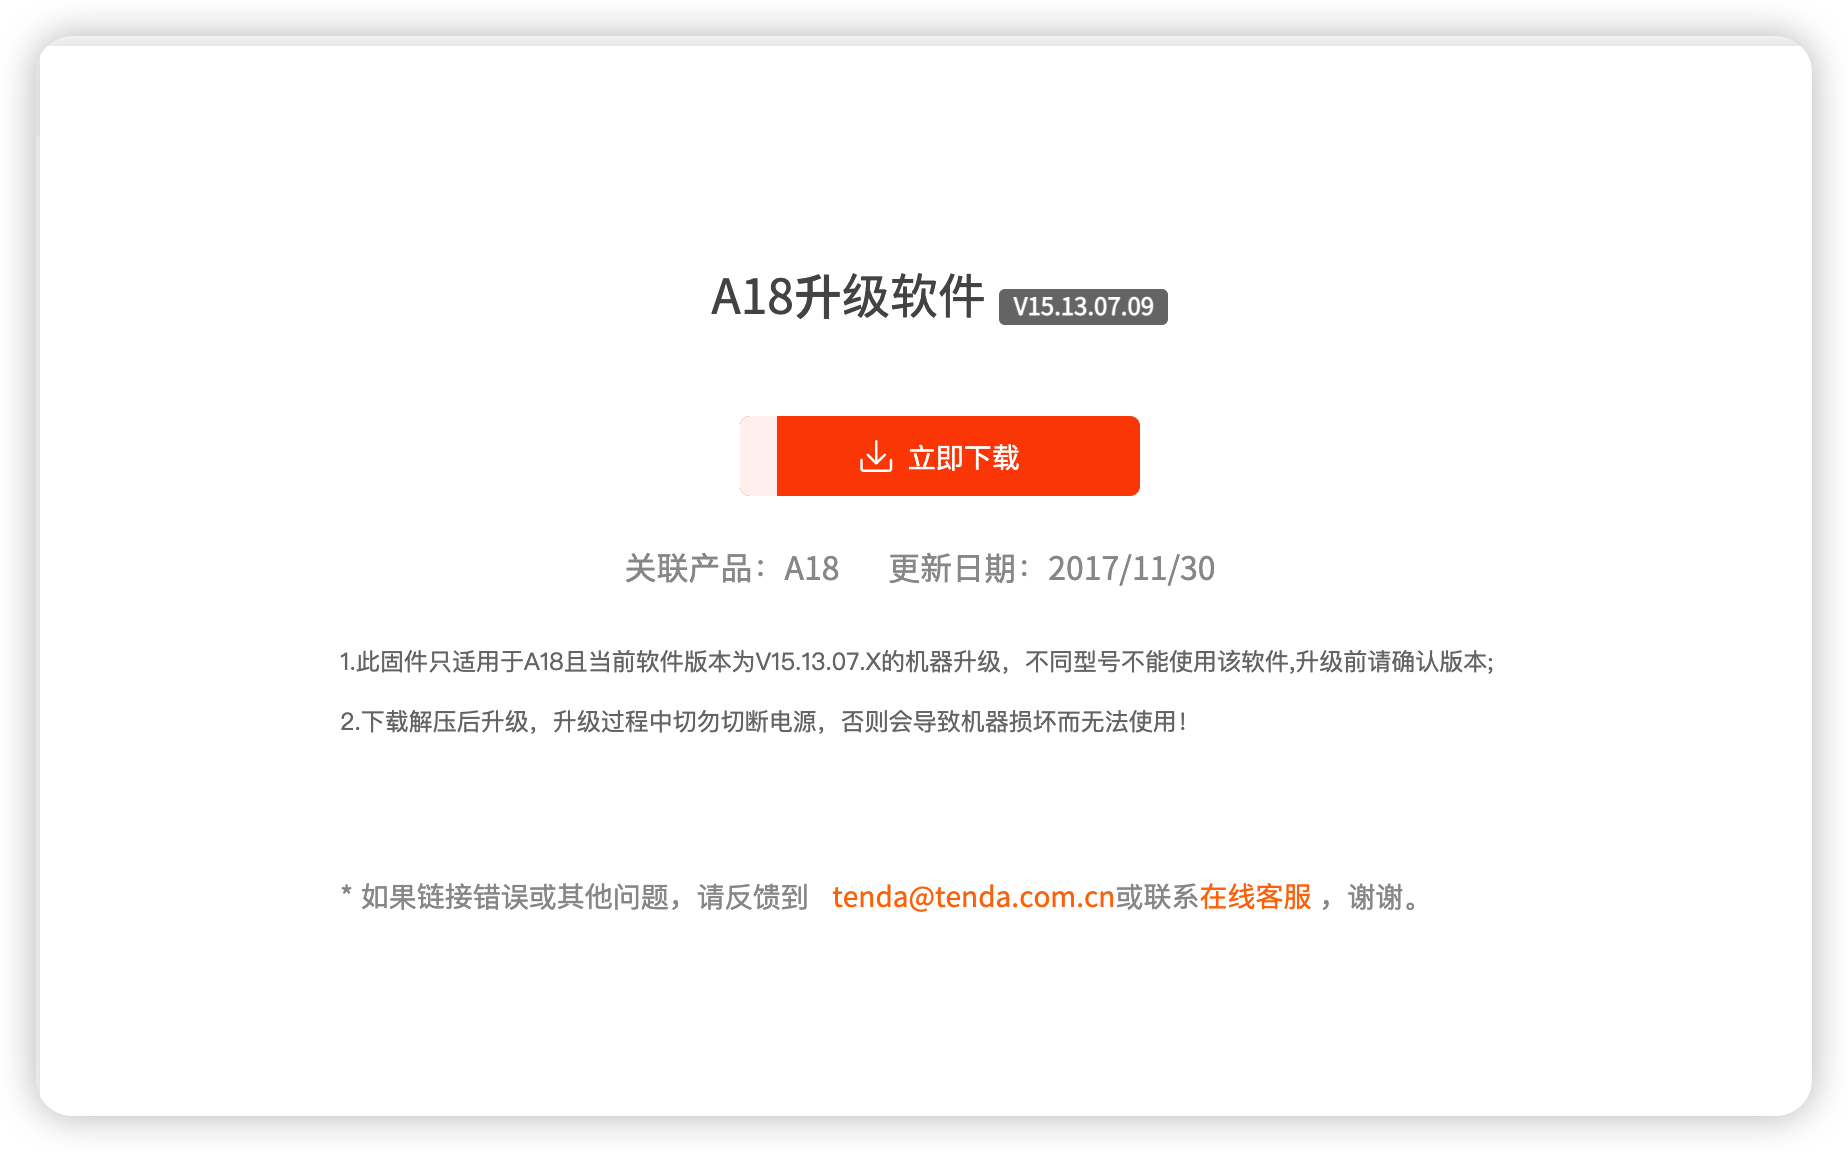 A18升级软件 V15.13.07.09
立即下载
关联产品：A18 更新日期：2017/11/30
1.此固件只适用于A18且当前软件版本为V15.13.07.X的机器升级，不同型号不能使用该软件,升级前请确认版本;
2.下载解压后升级，升级过程中切勿切断电源，否则会导致机器损坏而无法使用！
* 如果链接错误或其他问题，请反馈到 tenda@tenda.com.cn或联系在线客服 ，谢谢。